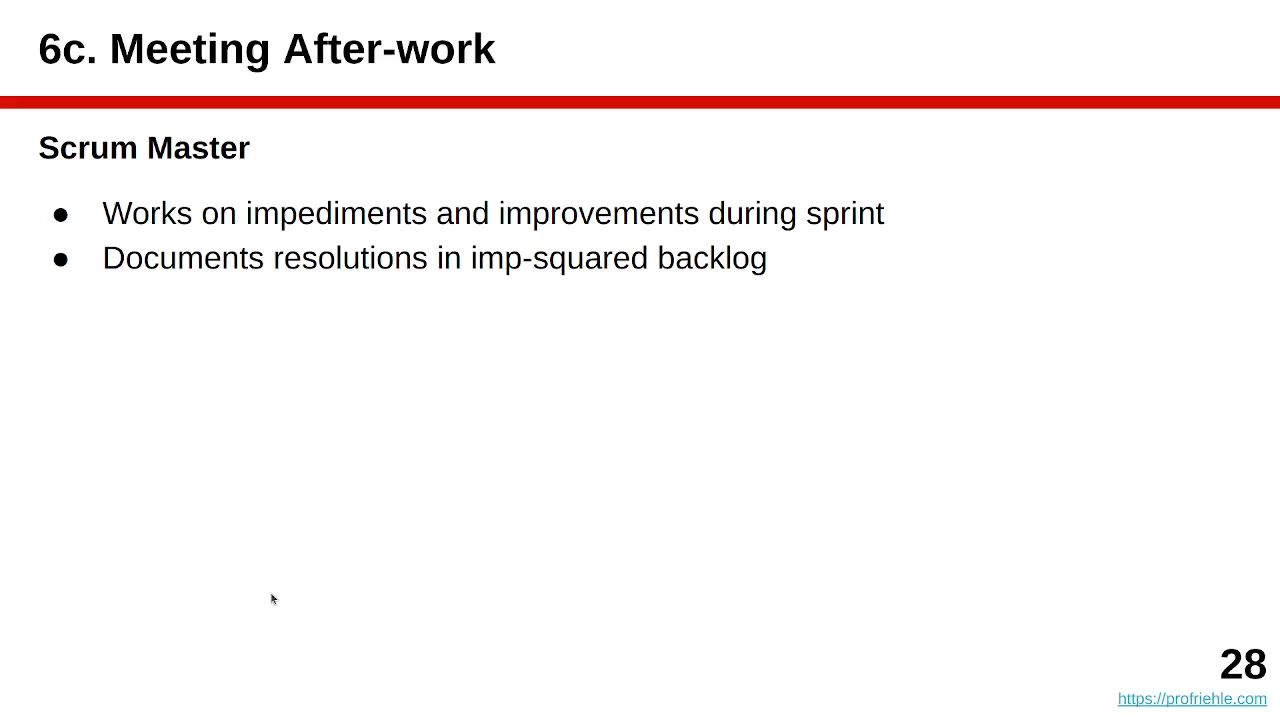 6c. Meeting After-work
Scrum Master
● Works on impediments and improvements during sprint
● Documents resolutions in imp-squared backlog
28
https://profriehle.com